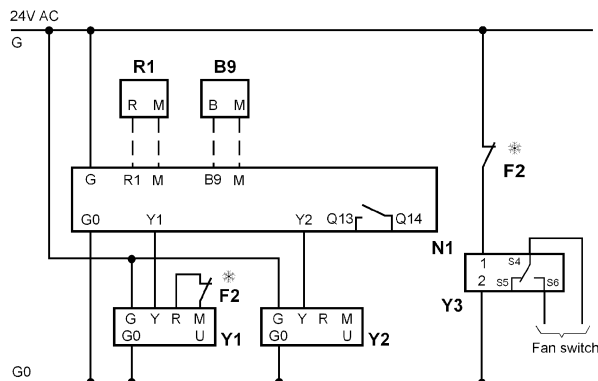 24V AC
G
R1 B9
R M B M
F2
G R1 M B9 M
G0 Y1 Y2 Q13 Q14
N1
1 S4
2 S5 S6
Y3
F2
G Y R M
G0 U
Y1
G Y R M
G0 U
Y2
Fan switch
G0